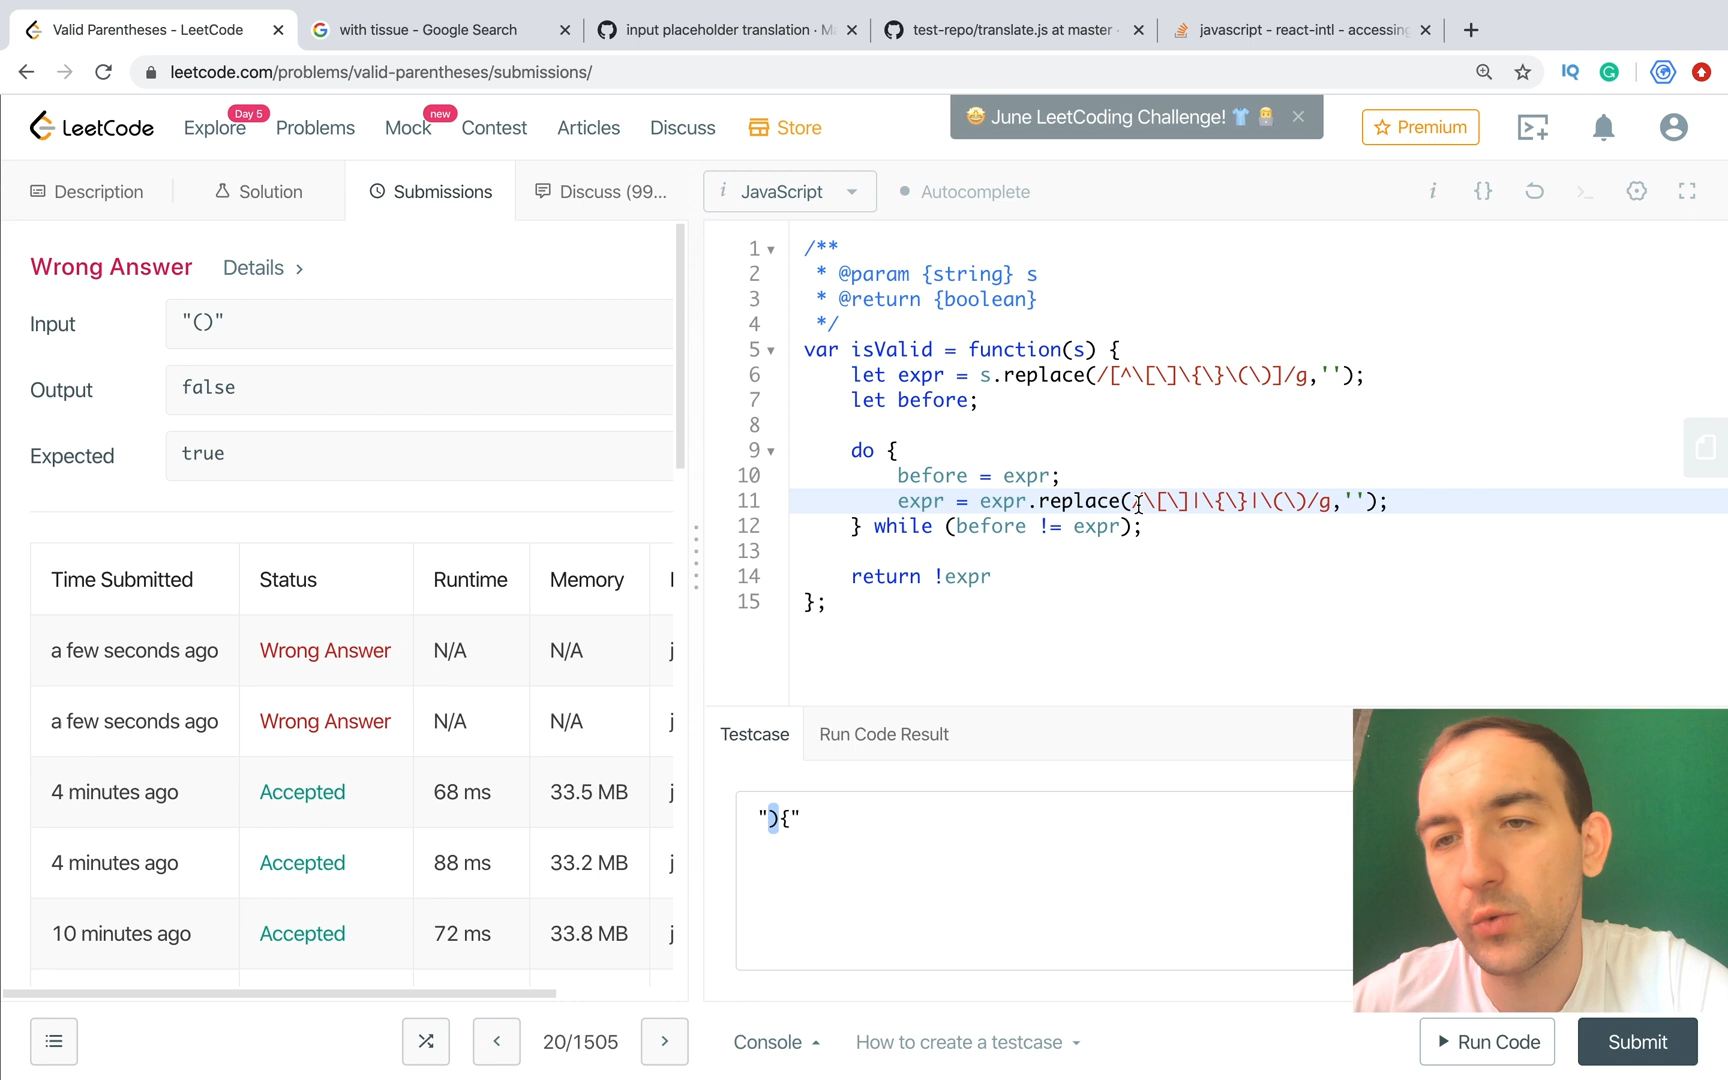 Valid Parentheses - LeetCode
with tissue - Google Search
input placeholder translation · Ma
test-repo/translate.js at master ·
javascript - react-intl - accessing
leetcode.com/problems/valid-parentheses/submissions/
IQ
LeetCode
Explore
Day 5
Problems
Mock
new
Contest
Articles
Discuss
Store
June LeetCoding Challenge!
Premium
Description
Solution
Submissions
Discuss (99...
i JavaScript
Autocomplete
i {}
Wrong Answer
Details >
Input
"()"
Output
false
Expected
true
Time Submitted Status Runtime Memory
a few seconds ago Wrong Answer N/A N/A j
a few seconds ago Wrong Answer N/A N/A j
4 minutes ago Accepted 68 ms 33.5 MB j
4 minutes ago Accepted 88 ms 33.2 MB j
10 minutes ago Accepted 72 ms 33.8 MB j
1 /**
2 * @param {string} s
3 * @return {boolean}
4 */
5 var isValid = function(s) {
6 let expr = s.replace(/[^\[\]\{\}\(\)]/g,'');
7 let before;
8
9 do {
10 before = expr;
11 expr = expr.replace(/\[\]|\{\}|\(\)/g,'');
12 } while (before != expr);
13
14 return !expr
15 };
Testcase
Run Code Result
"){"
20/1505
Console
How to create a testcase
Run Code
Submit